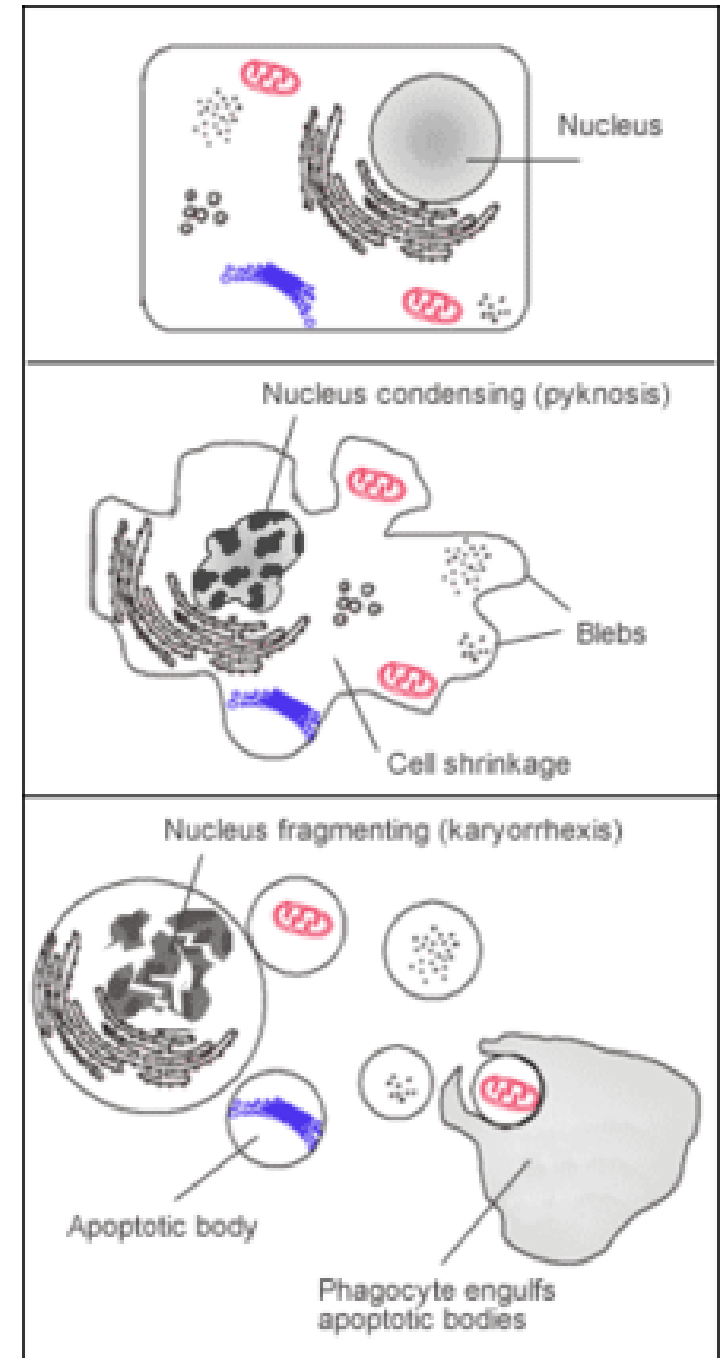 Nucleus
Nucleus condensing (pyknosis)
Blebs
Cell shrinkage
Nucleus fragmenting (karyorrhexis)
Apoptotic body
Phagocyte engulfs
apoptotic bodies